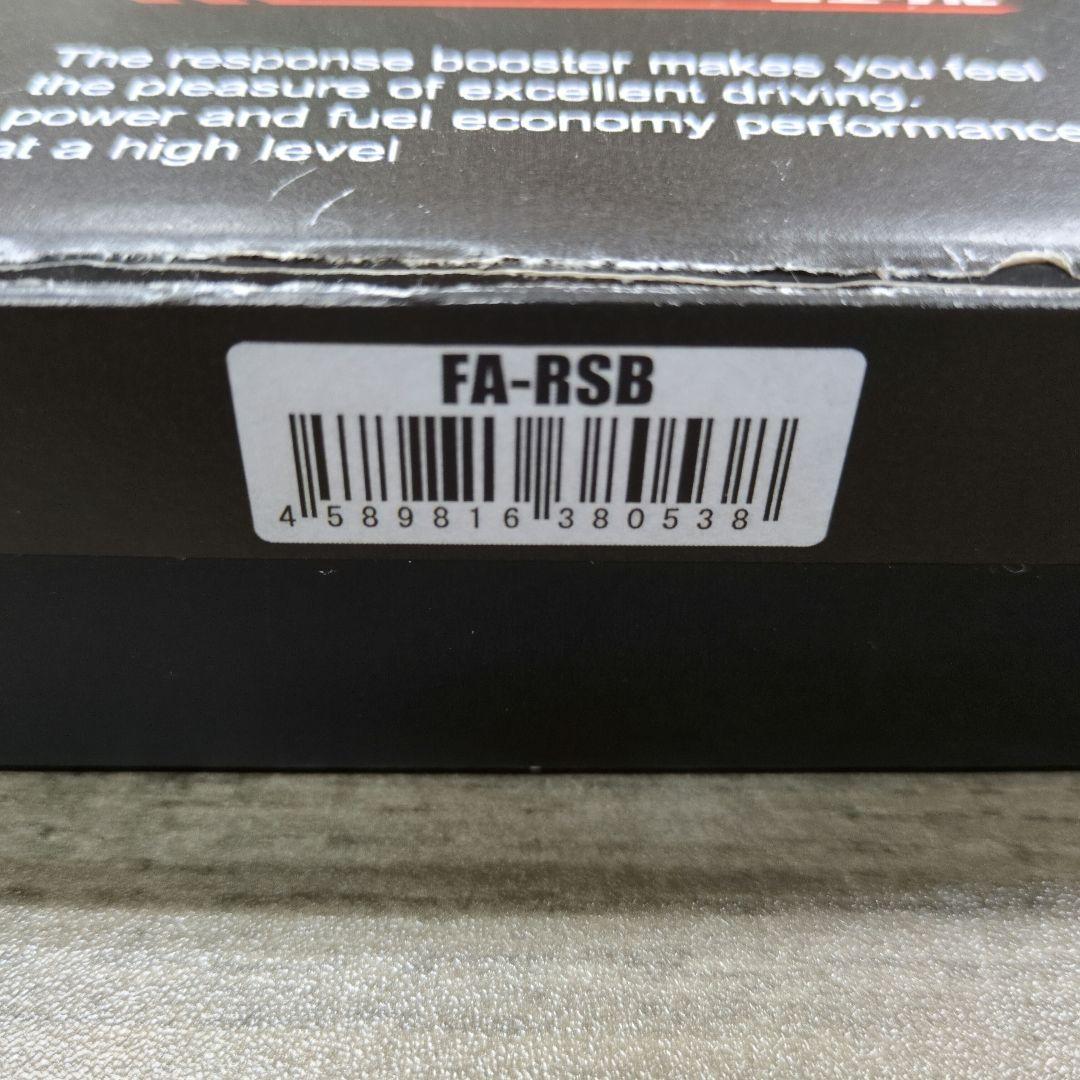 The response booster makes you feel
the pleasure of excellent driving.
power and fuel economy performance
at a high level
FA-RSB
4 589816 380538